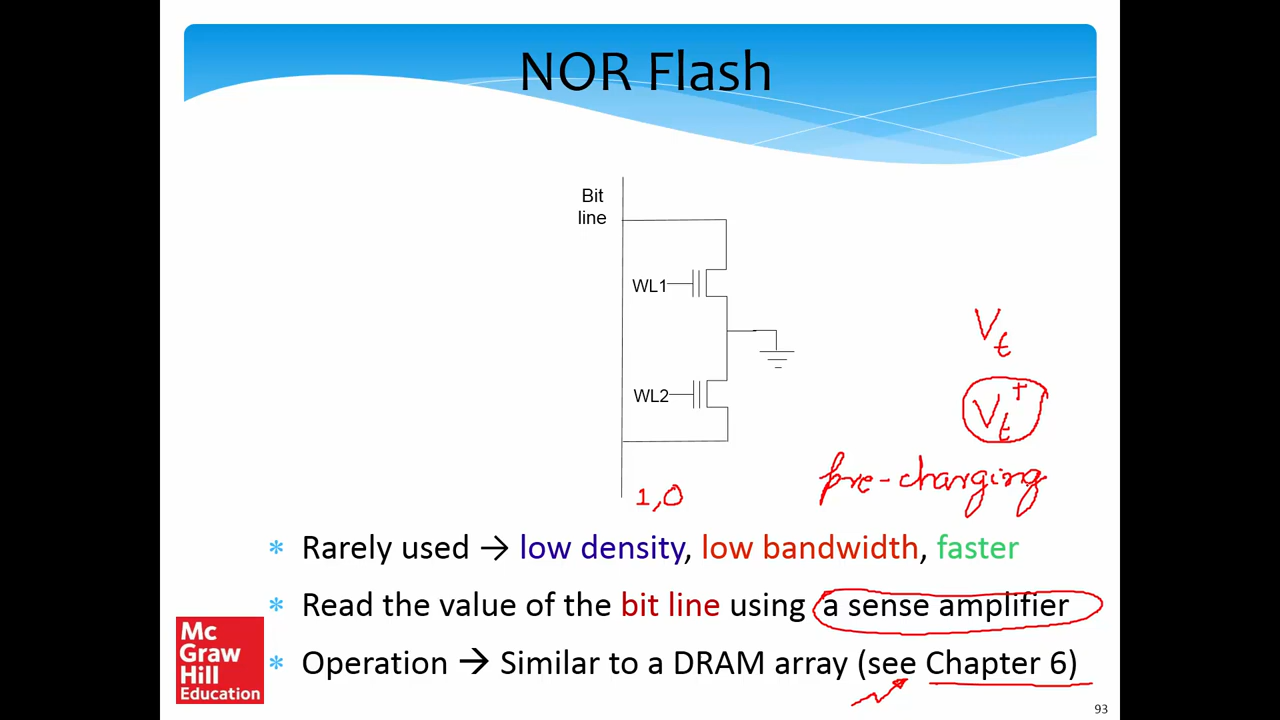 NOR Flash
Bit
line
WL1
WL2
V_t
V_t^+
pre-charging
1,0
* Rarely used → low density, low bandwidth, faster
* Read the value of the bit line using a sense amplifier
* Operation → Similar to a DRAM array (see Chapter 6)
Mc
Graw
Hill
Education
93